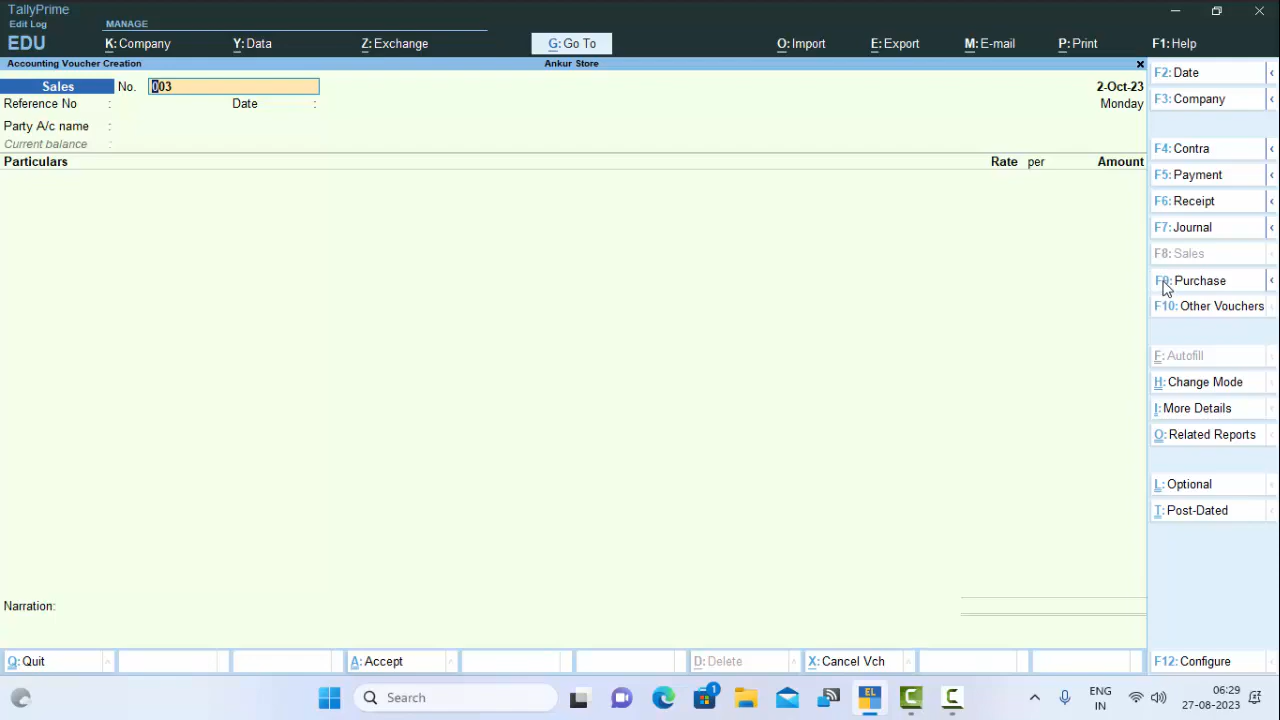 TallyPrime
Edit Log
EDU
MANAGE
K: Company
Y: Data
Z: Exchange
G: Go To
O: Import
E: Export
M: E-mail
P: Print
F1: Help
Accounting Voucher Creation
Ankur Store
Sales No. 003
2-Oct-23
Reference No : Date :
Monday
Party A/c name :
Current balance :
Particulars Rate per Amount
Narration:
F2: Date
F3: Company
F4: Contra
F5: Payment
F6: Receipt
F7: Journal
F8: Sales
F9: Purchase
F10: Other Vouchers
F: Autofill
H: Change Mode
I: More Details
O: Related Reports
L: Optional
T: Post-Dated
F12: Configure
Q: Quit
A: Accept
D: Delete
X: Cancel Vch
Search
1
ENG
IN
06:29
27-08-2023